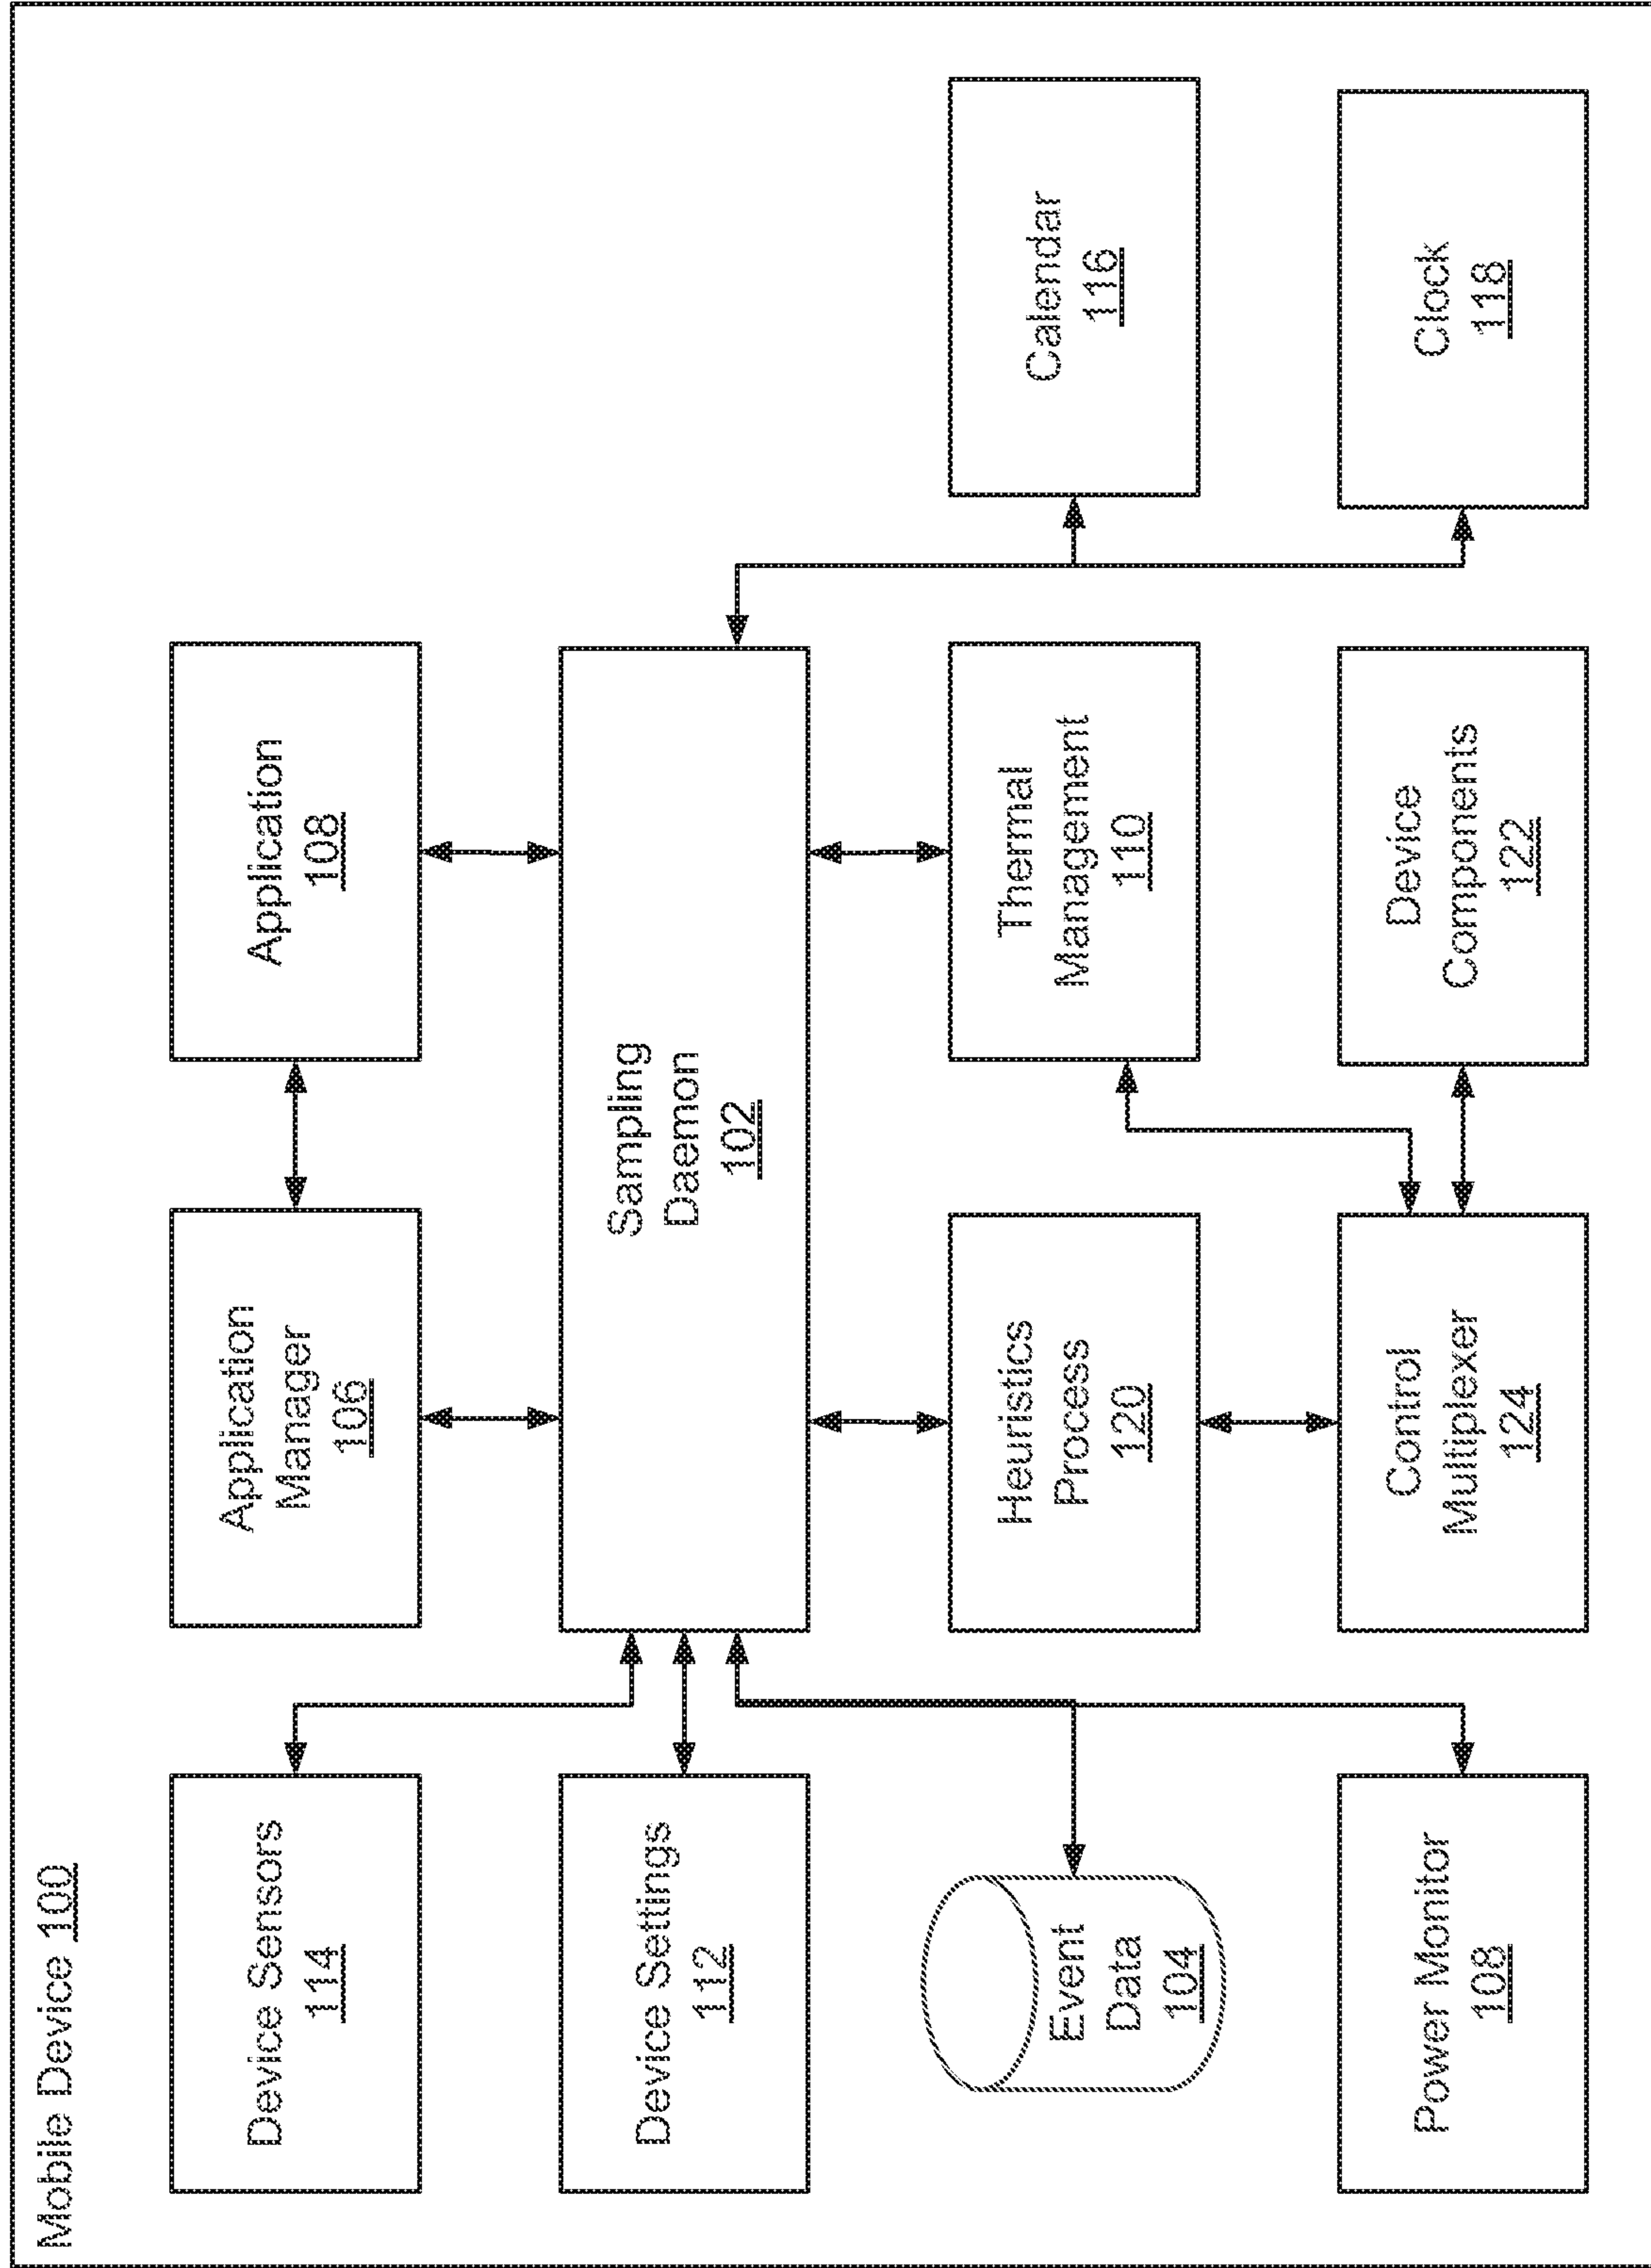 Mobile Device 100
Device Sensors
114
Application
Manager
106
Application
108
Device Settings
112
Sampling
Daemon
102
Event
Data
104
Heuristics
Process
120
Thermal
Management
110
Calendar
116
Power Monitor
108
Control
Multiplexer
124
Device
Components
122
Clock
118